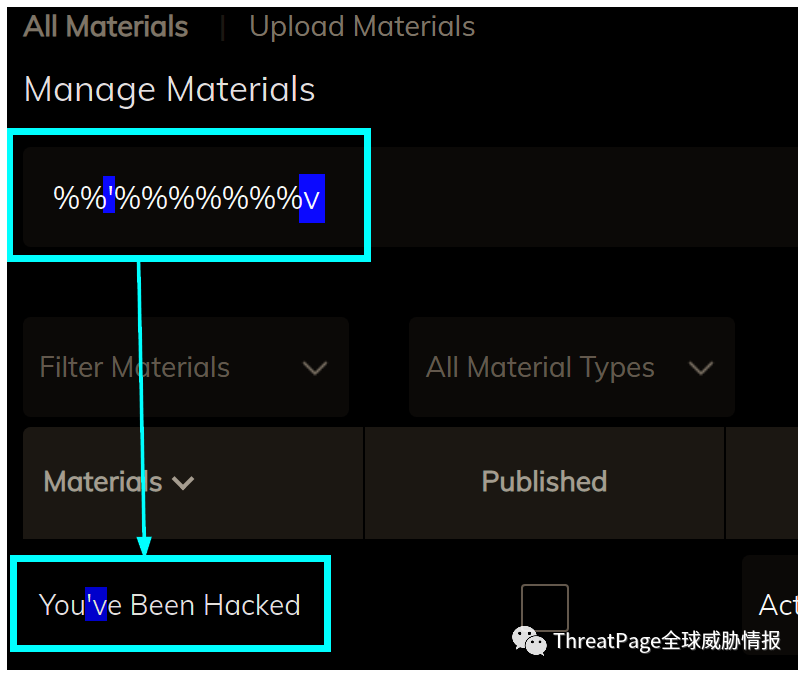 All Materials | Upload Materials
Manage Materials
%%'%%%%%%%v
Filter Materials
All Material Types
Materials
Published
You've Been Hacked
Act
ThreatPage全球威胁情报